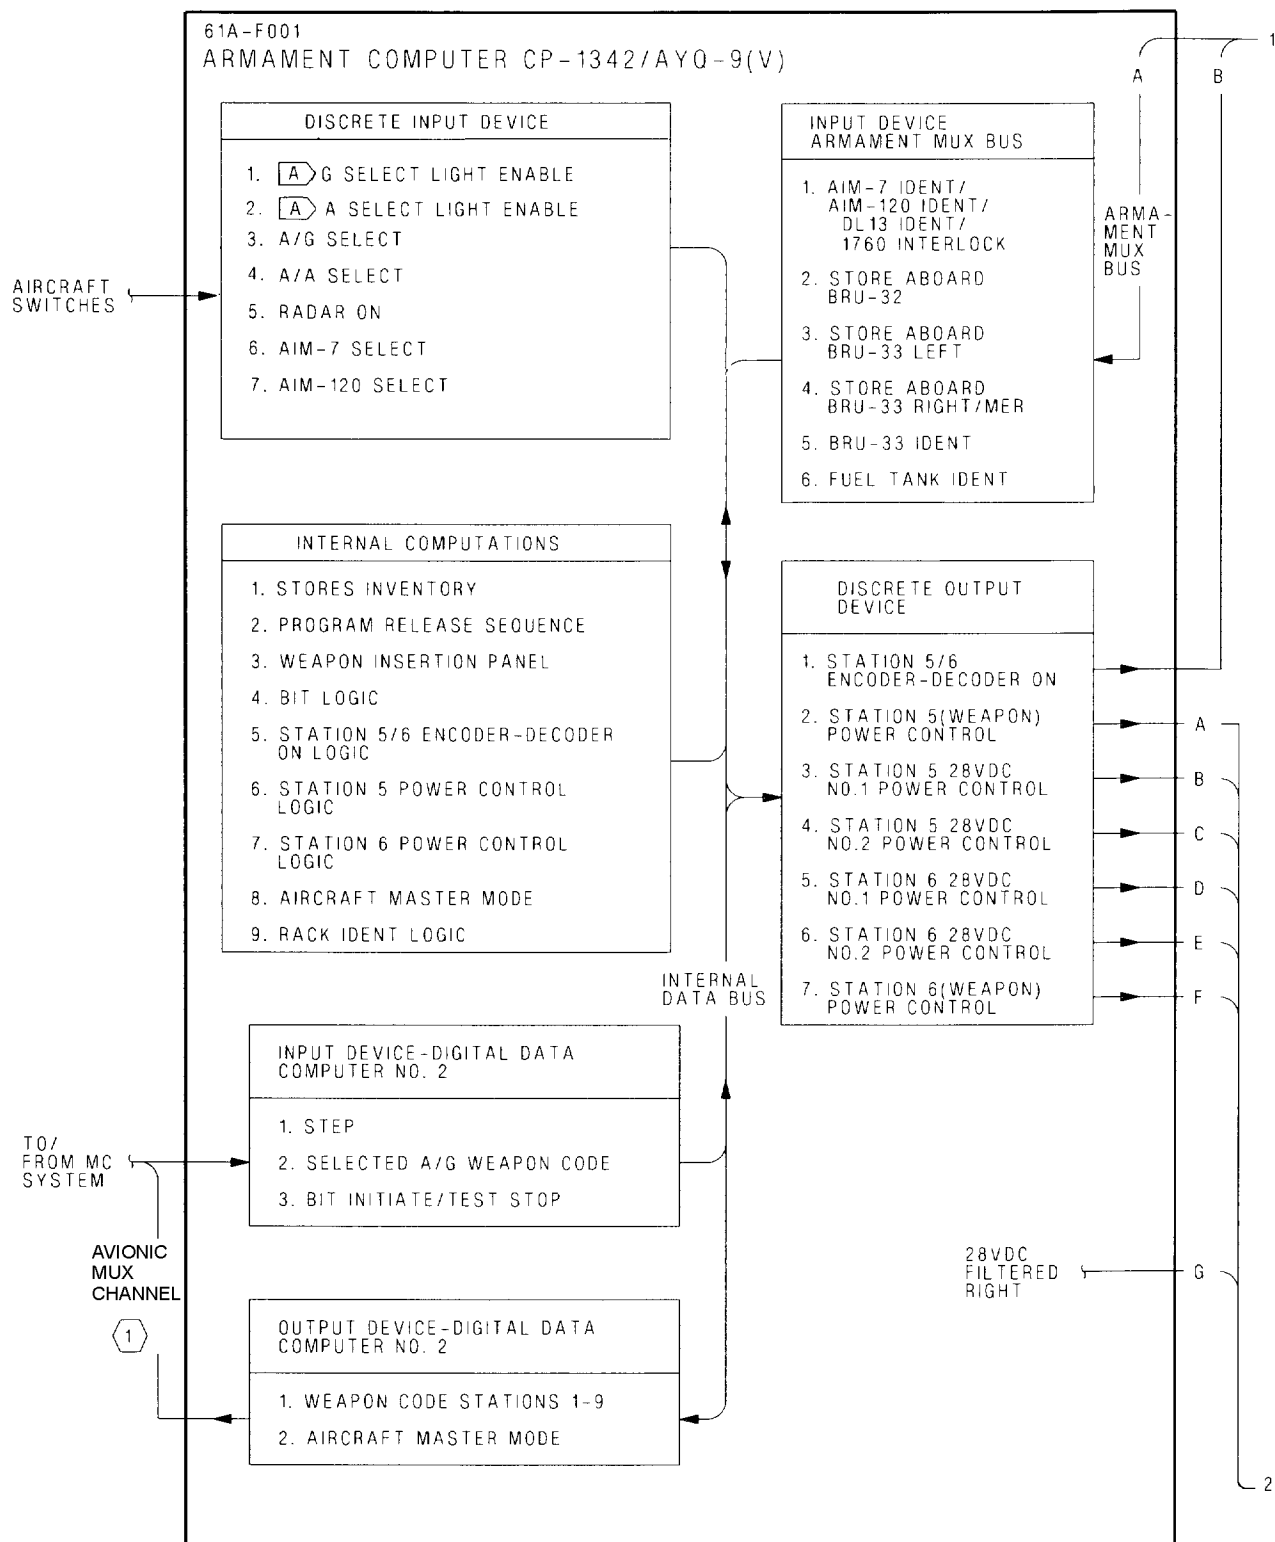 61A-F001
ARMAMENT COMPUTER CP-1342/AYQ-9(V)
DISCRETE INPUT DEVICE
1. A G SELECT LIGHT ENABLE
2. A A SELECT LIGHT ENABLE
3. A/G SELECT
4. A/A SELECT
5. RADAR ON
6. AIM-7 SELECT
7. AIM-120 SELECT
AIRCRAFT
SWITCHES
INPUT DEVICE
ARMAMENT MUX BUS
1. AIM-7 IDENT/
AIM-120 IDENT/
DL13 IDENT/
1760 INTERLOCK
2. STORE ABOARD
BRU-32
3. STORE ABOARD
BRU-33 LEFT
4. STORE ABOARD
BRU-33 RIGHT/MER
5. BRU-33 IDENT
6. FUEL TANK IDENT
1
A
B
ARMA-
MENT
MUX
BUS
INTERNAL COMPUTATIONS
1. STORES INVENTORY
2. PROGRAM RELEASE SEQUENCE
3. WEAPON INSERTION PANEL
4. BIT LOGIC
5. STATION 5/6 ENCODER-DECODER
ON LOGIC
6. STATION 5 POWER CONTROL
LOGIC
7. STATION 6 POWER CONTROL
LOGIC
8. AIRCRAFT MASTER MODE
9. RACK IDENT LOGIC
DISCRETE OUTPUT
DEVICE
1. STATION 5/6
ENCODER-DECODER ON
2. STATION 5(WEAPON)
POWER CONTROL
3. STATION 5 28VDC
NO.1 POWER CONTROL
4. STATION 5 28VDC
NO.2 POWER CONTROL
5. STATION 6 28VDC
NO.1 POWER CONTROL
6. STATION 6 28VDC
NO.2 POWER CONTROL
7. STATION 6(WEAPON)
POWER CONTROL
A
B
C
D
E
F
INTERNAL
DATA BUS
INPUT DEVICE-DIGITAL DATA
COMPUTER NO. 2
1. STEP
2. SELECTED A/G WEAPON CODE
3. BIT INITIATE/TEST STOP
TO/
FROM MC
SYSTEM
AVIONIC
MUX
CHANNEL
1
28VDC
FILTERED
RIGHT
G
OUTPUT DEVICE-DIGITAL DATA
COMPUTER NO. 2
1. WEAPON CODE STATIONS 1-9
2. AIRCRAFT MASTER MODE
2